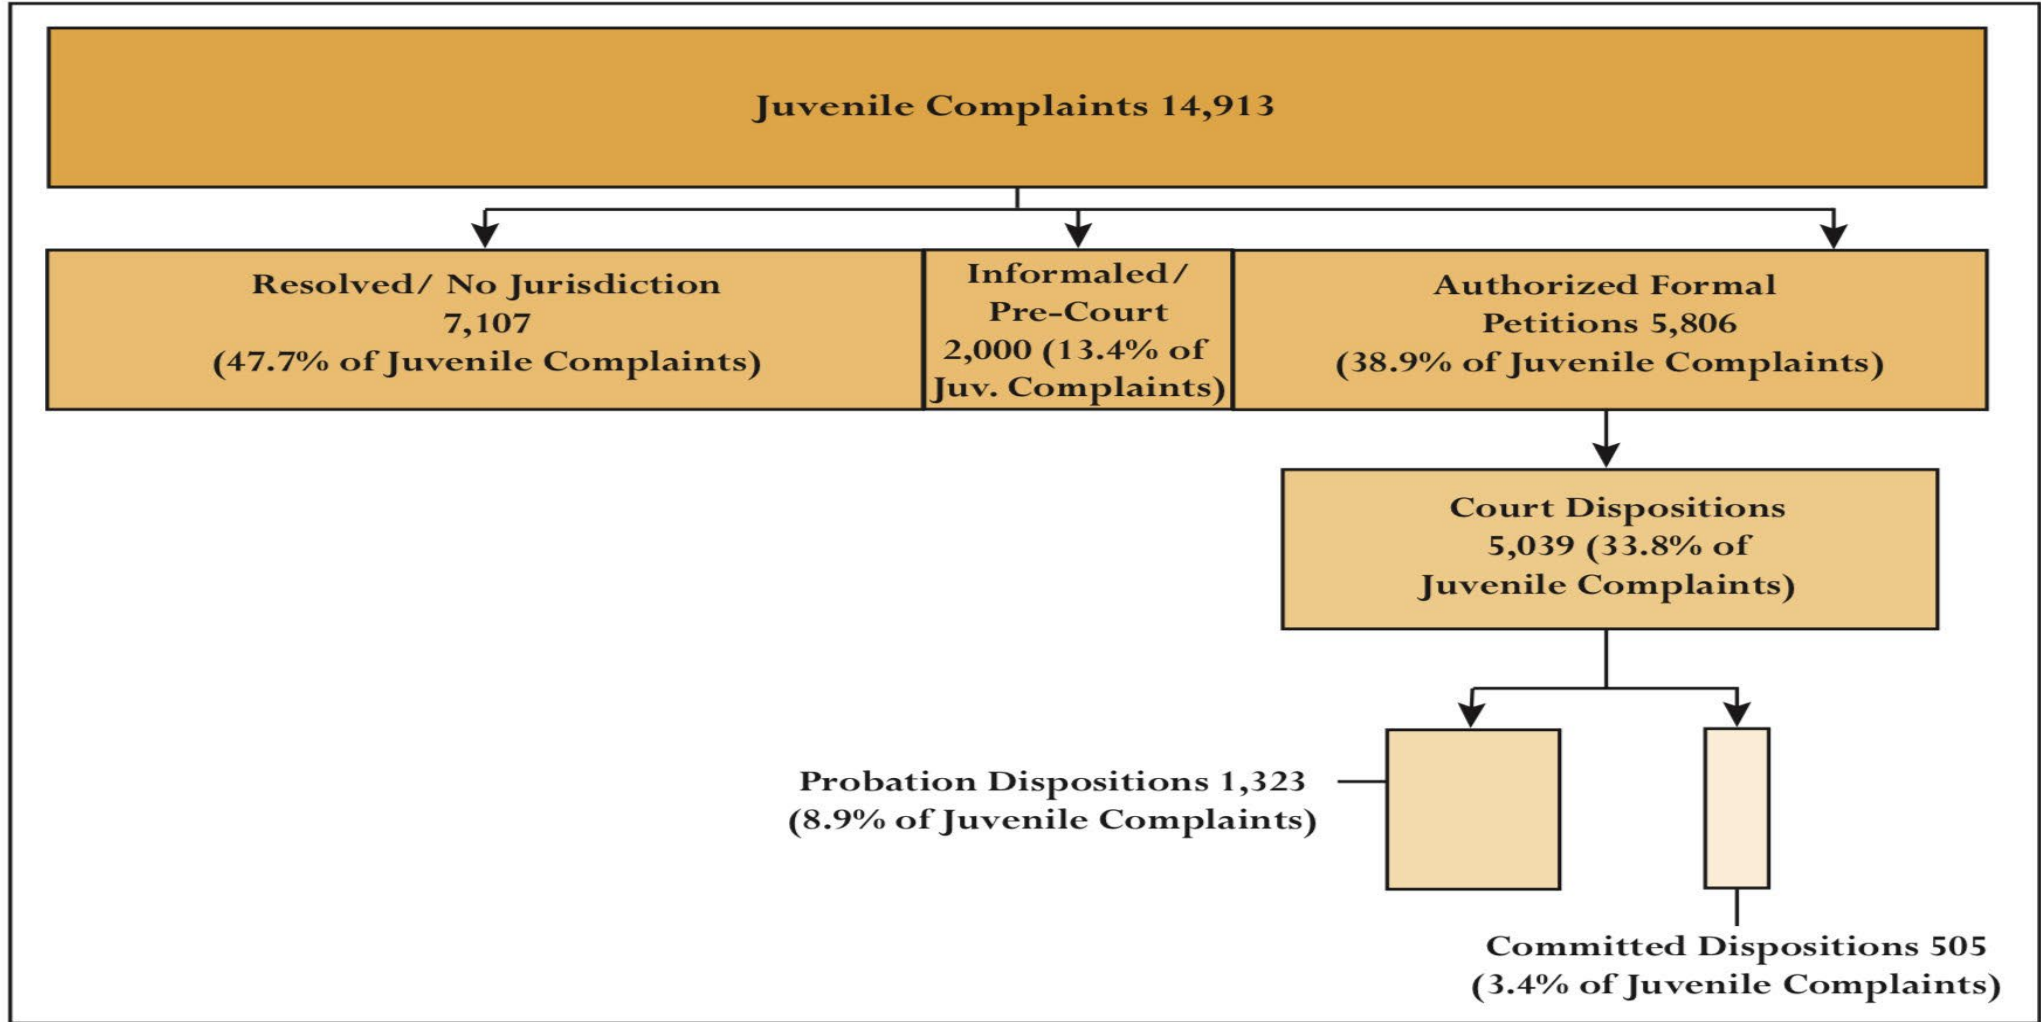 Juvenile Complaints 14,913
Resolved/ No Jurisdiction
7,107
(47.7% of Juvenile Complaints)
Informaled/
Pre-Court
2,000 (13.4% of
Juv. Complaints)
Authorized Formal
Petitions 5,806
(38.9% of Juvenile Complaints)
Court Dispositions
5,039 (33.8% of
Juvenile Complaints)
Probation Dispositions 1,323
(8.9% of Juvenile Complaints)
Committed Dispositions 505
(3.4% of Juvenile Complaints)